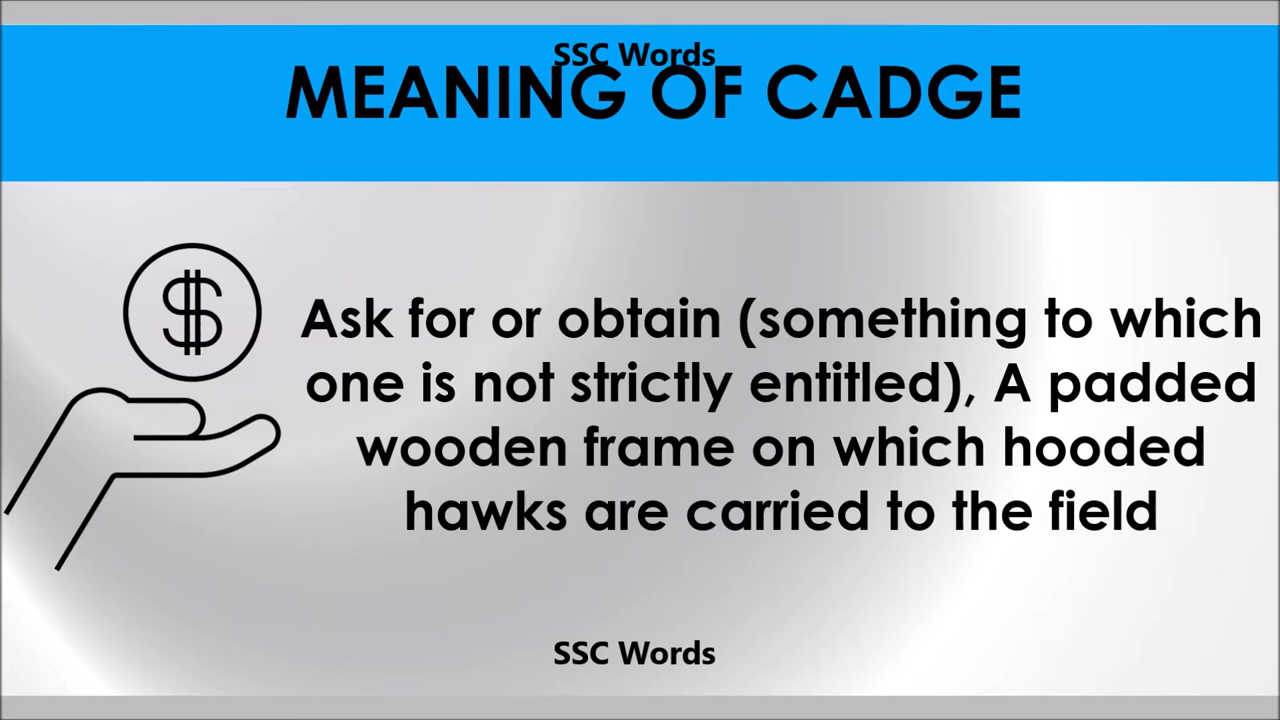 SSC Words
MEANING OF CADGE
$
Ask for or obtain (something to which
one is not strictly entitled), A padded
wooden frame on which hooded
hawks are carried to the field
SSC Words